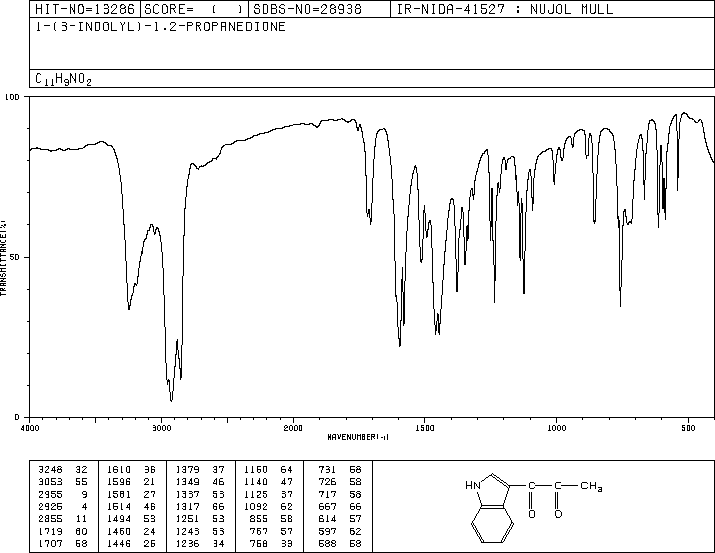 HIT-NO=13286 SCORE= ( ) SDBS-NO=28938 IR-NIDA-41527 : NUJOL MULL
1-(3-INDOLYL)-1,2-PROPANEDIONE
C11H9NO2
100
50
0
TRANSMITTANCE(%)
4000 3000 2000 1500 1000 500
WAVENUMBER(-1)
3248 32 1610 36 1379 37 1160 64 731 58
3053 55 1596 21 1349 46 1140 47 726 58
2955 9 1581 27 1337 53 1125 37 717 58
2925 4 1514 46 1317 66 1092 62 667 66
2855 11 1494 53 1251 53 855 58 614 57
1719 60 1460 24 1243 53 767 57 597 62
1707 58 1446 25 1236 34 758 33 588 58
HN
C C CH3
O O